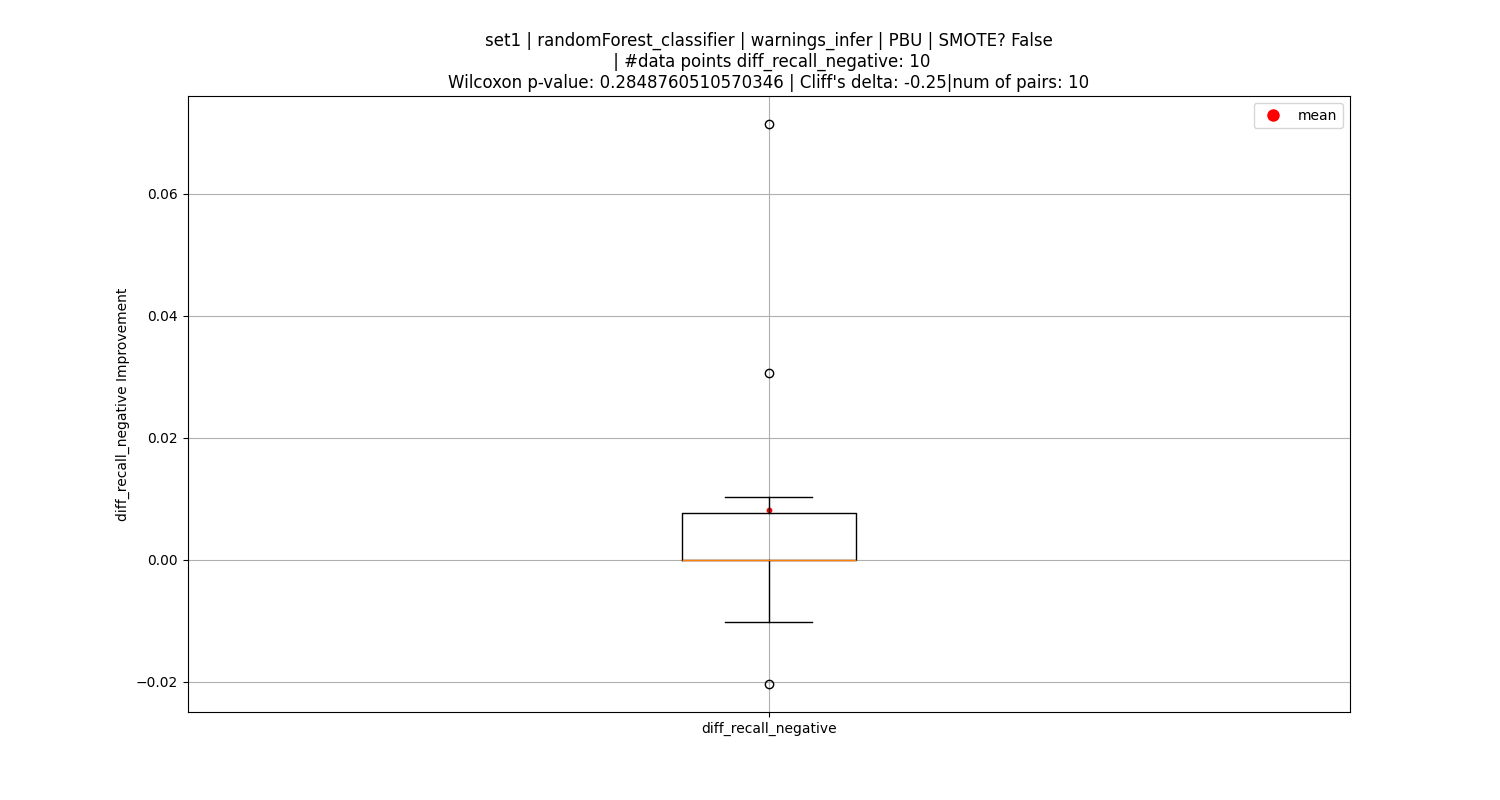 set1 | randomForest_classifier | warnings_infer | PBU | SMOTE? False
| #data points diff_recall_negative: 10
Wilcoxon p-value: 0.2848760510570346 | Cliff's delta: -0.25|num of pairs: 10
mean
0.06
0.04
0.02
0.00
−0.02
diff_recall_negative Improvement
diff_recall_negative